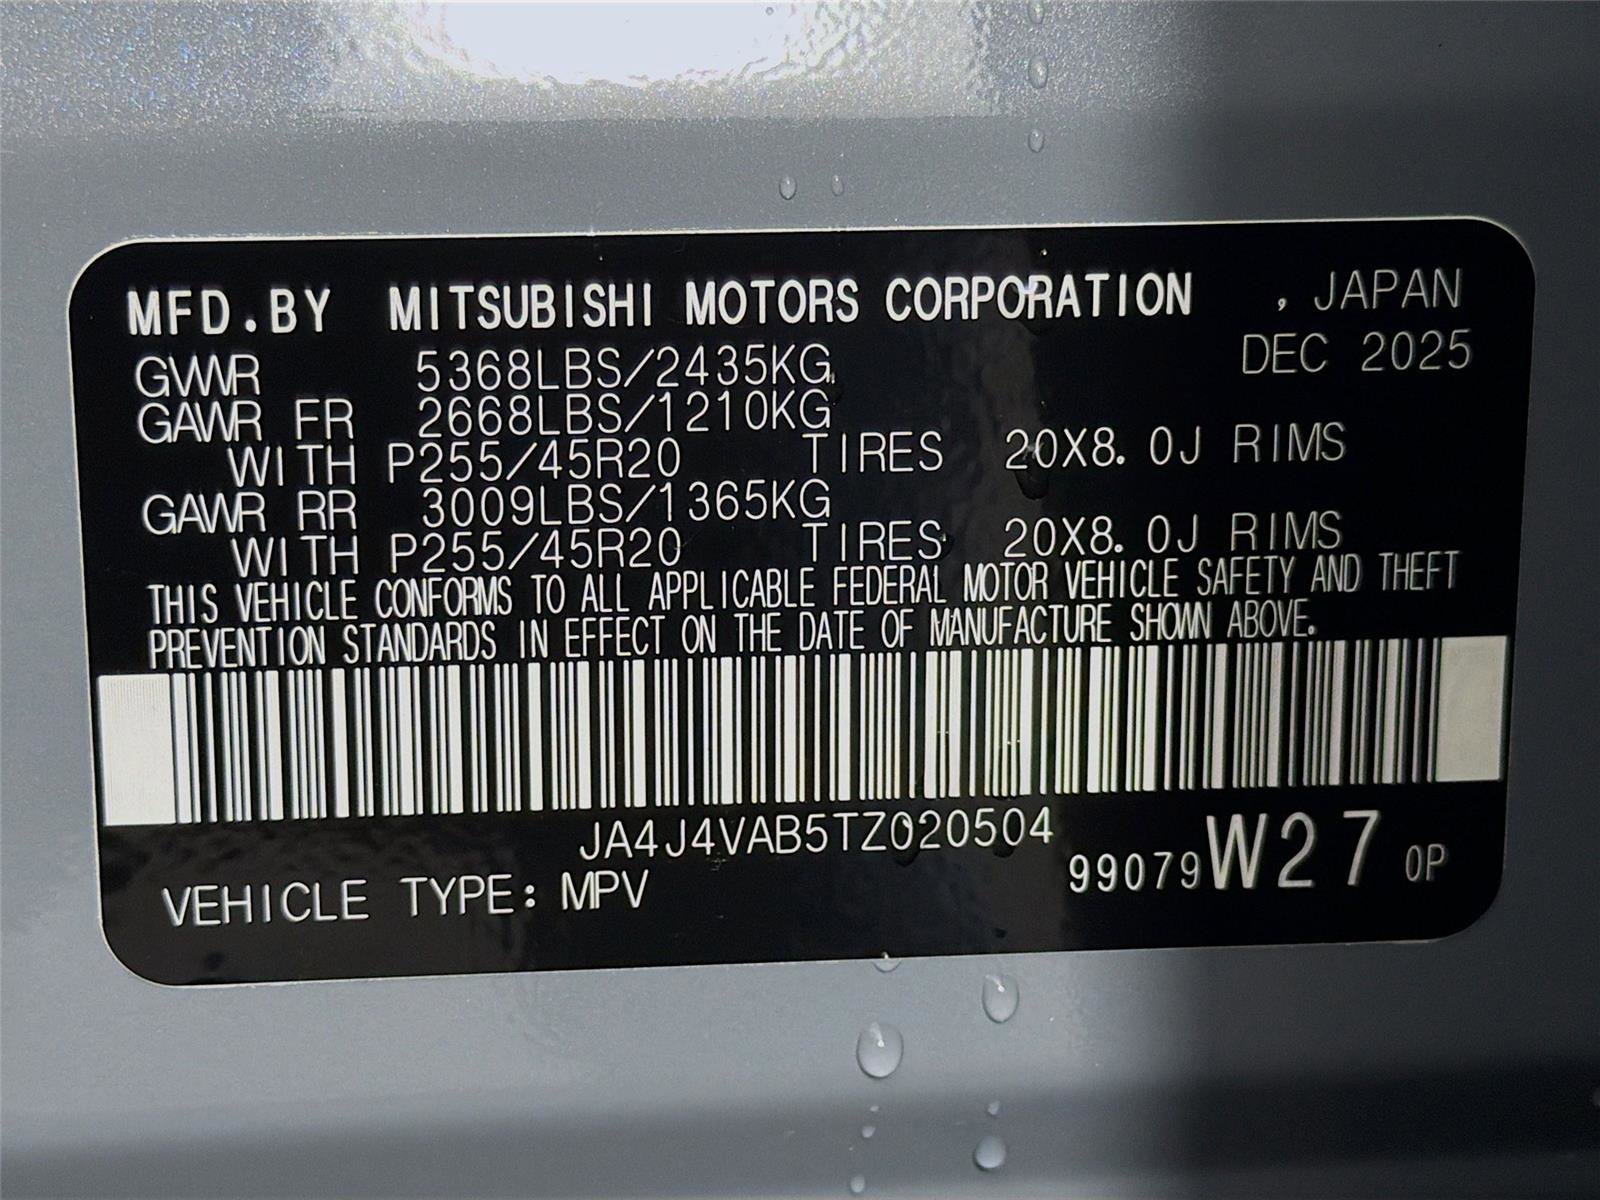 MFD.BY MITSUBISHI MOTORS CORPORATION , JAPAN
DEC 2025
GVWR 5368LBS/2435KG
GAWR FR 2668LBS/1210KG
WITH P255/45R20 TIRES 20X8.0J RIMS
GAWR RR 3009LBS/1365KG
WITH P255/45R20 TIRES 20X8.0J RIMS
THIS VEHICLE CONFORMS TO ALL APPLICABLE FEDERAL MOTOR VEHICLE SAFETY AND THEFT
PREVENTION STANDARDS IN EFFECT ON THE DATE OF MANUFACTURE SHOWN ABOVE.
JA4J4VAB5TZ020504
99079W27 0P
VEHICLE TYPE: MPV